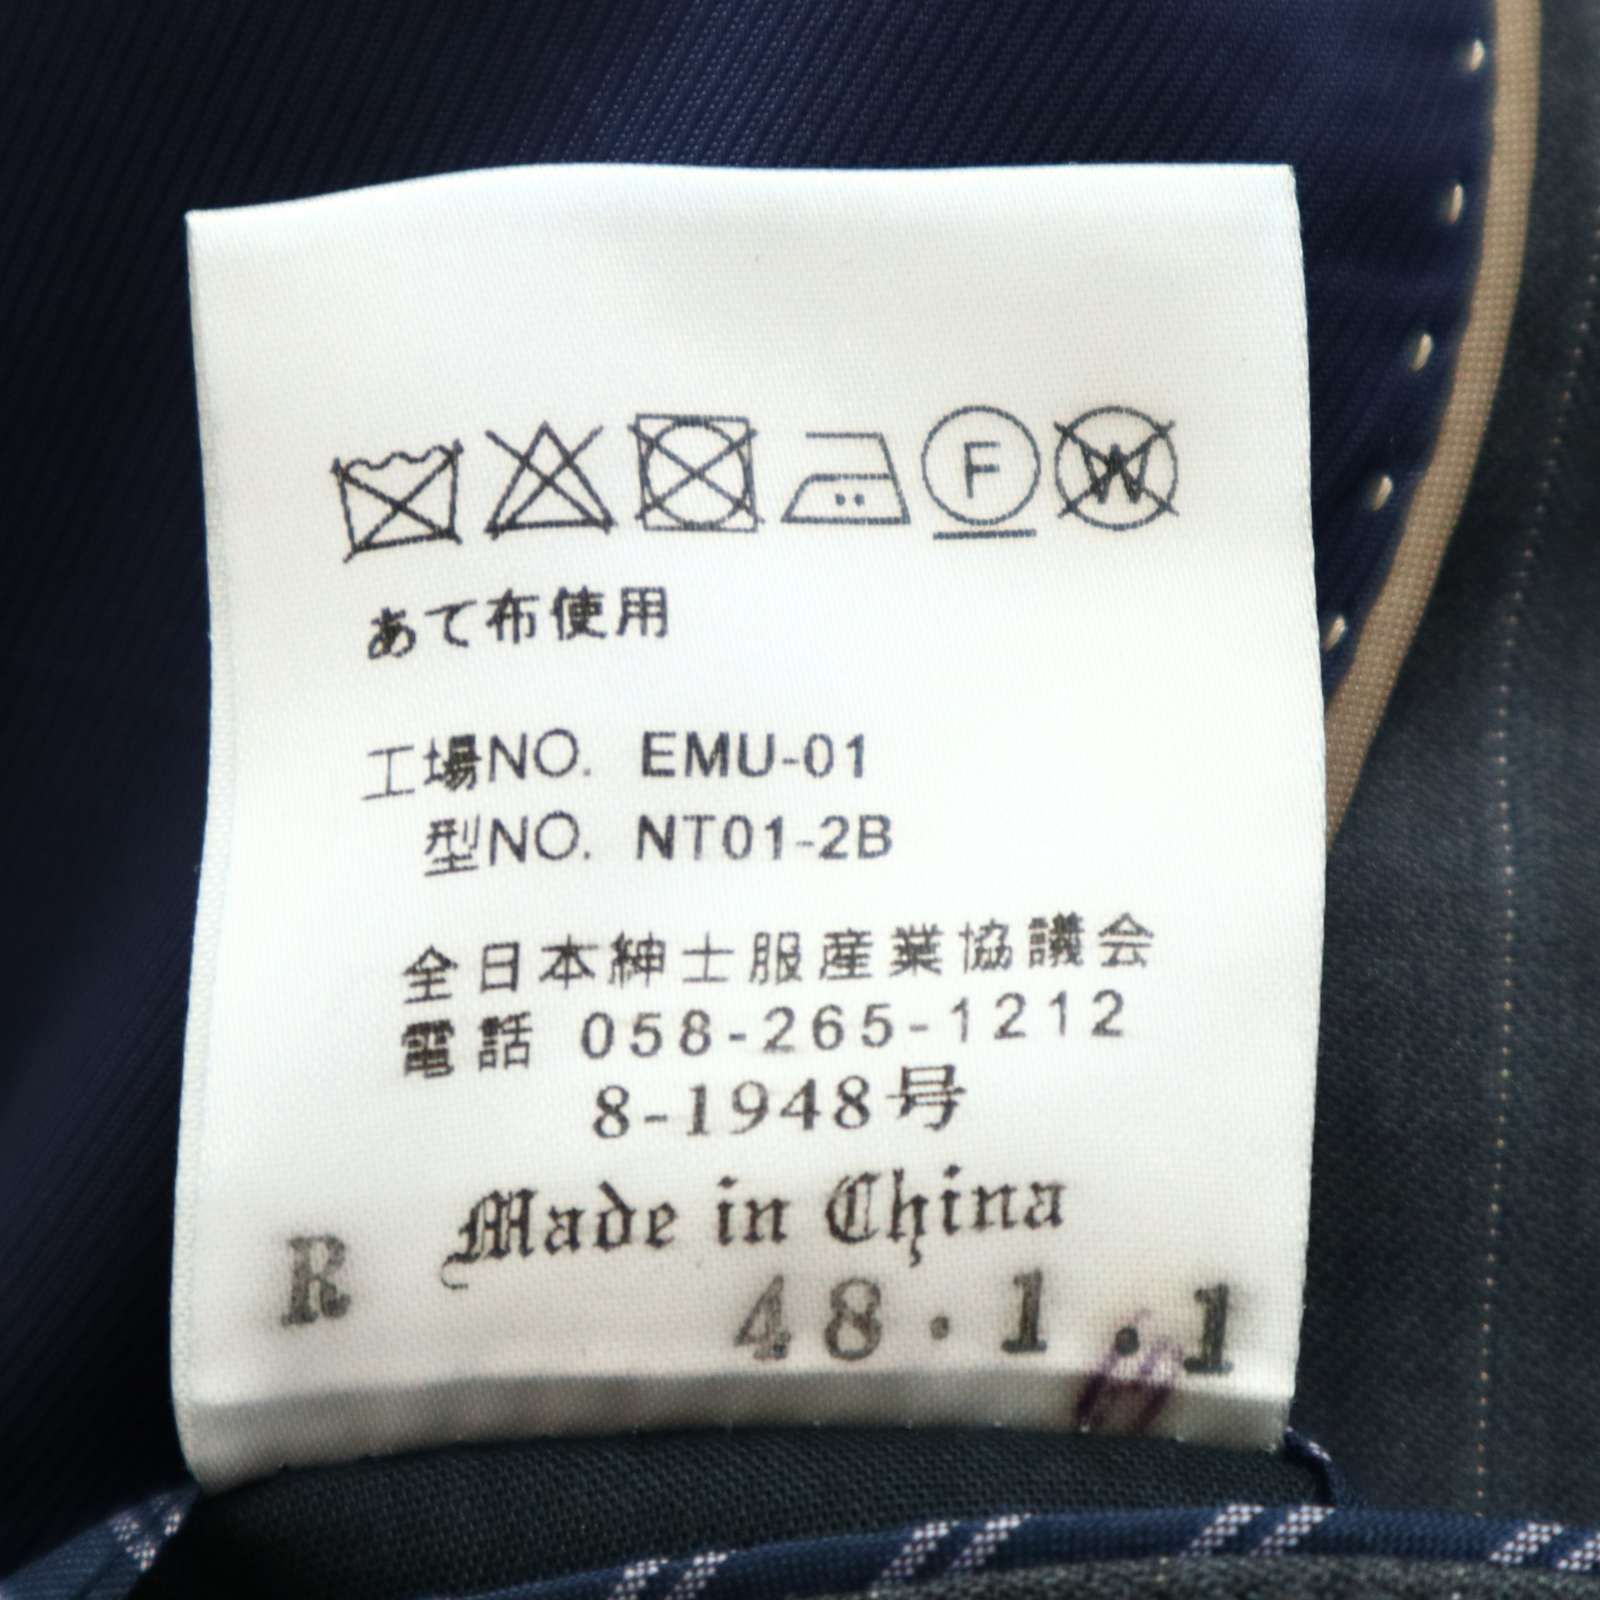 F W
あて布使用
工場NO. EMU-01
型NO. NT01-2B
全日本紳士服産業協議会
電話 058-265-1212
8-1948号
Made in China
R 48.1.1